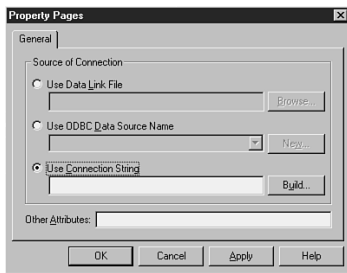 Property Pages
General
Source of Connection
Use Data Link File
Browse...
Use ODBC Data Source Name
New...
Use Connection String
Build...
Other Attributes:
OK Cancel Apply Help